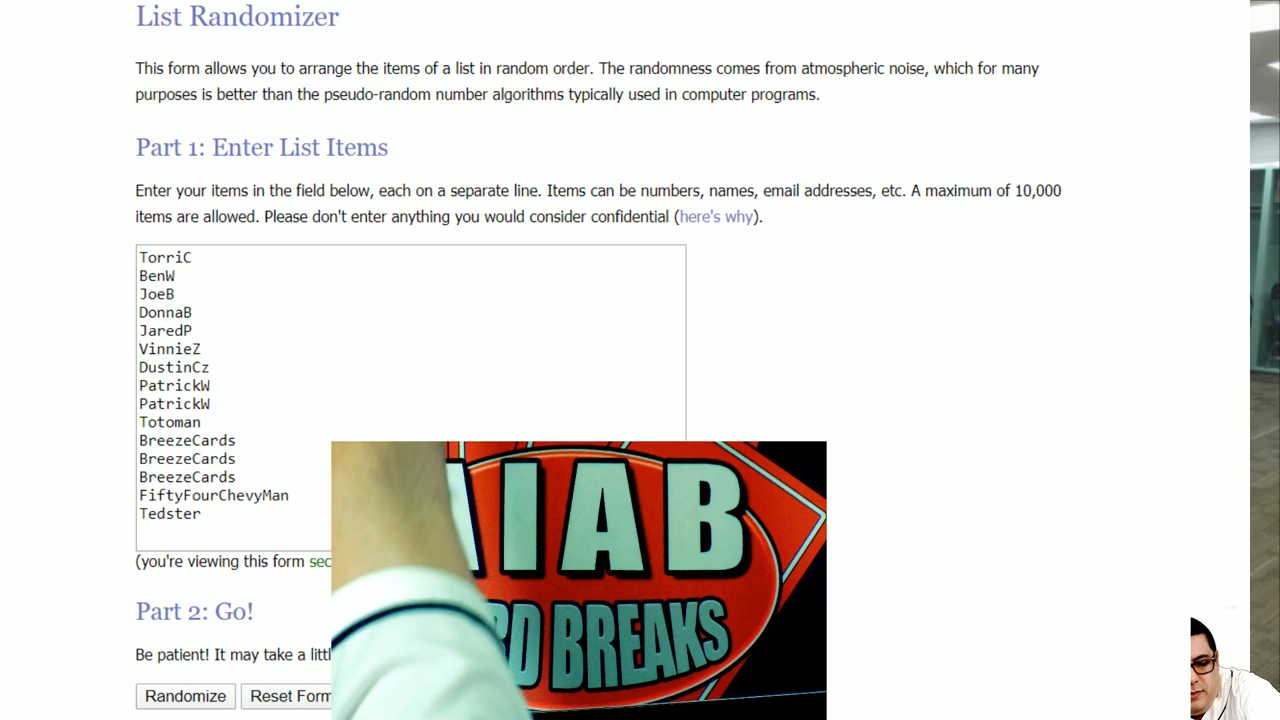 List Randomizer
This form allows you to arrange the items of a list in random order. The randomness comes from atmospheric noise, which for many
purposes is better than the pseudo-random number algorithms typically used in computer programs.
Part 1: Enter List Items
Enter your items in the field below, each on a separate line. Items can be numbers, names, email addresses, etc. A maximum of 10,000
items are allowed. Please don't enter anything you would consider confidential (here's why).
TorriC
BenW
JoeB
DonnaB
JaredP
VinnieZ
DustinCz
PatrickW
PatrickW
Totoman
BreezeCards
BreezeCards
BreezeCards
FiftyFourChevyMan
Tedster
(you're viewing this form
Part 2: Go!
Be patient! It may take a
Randomize
Reset Form
IAB
BREAKS